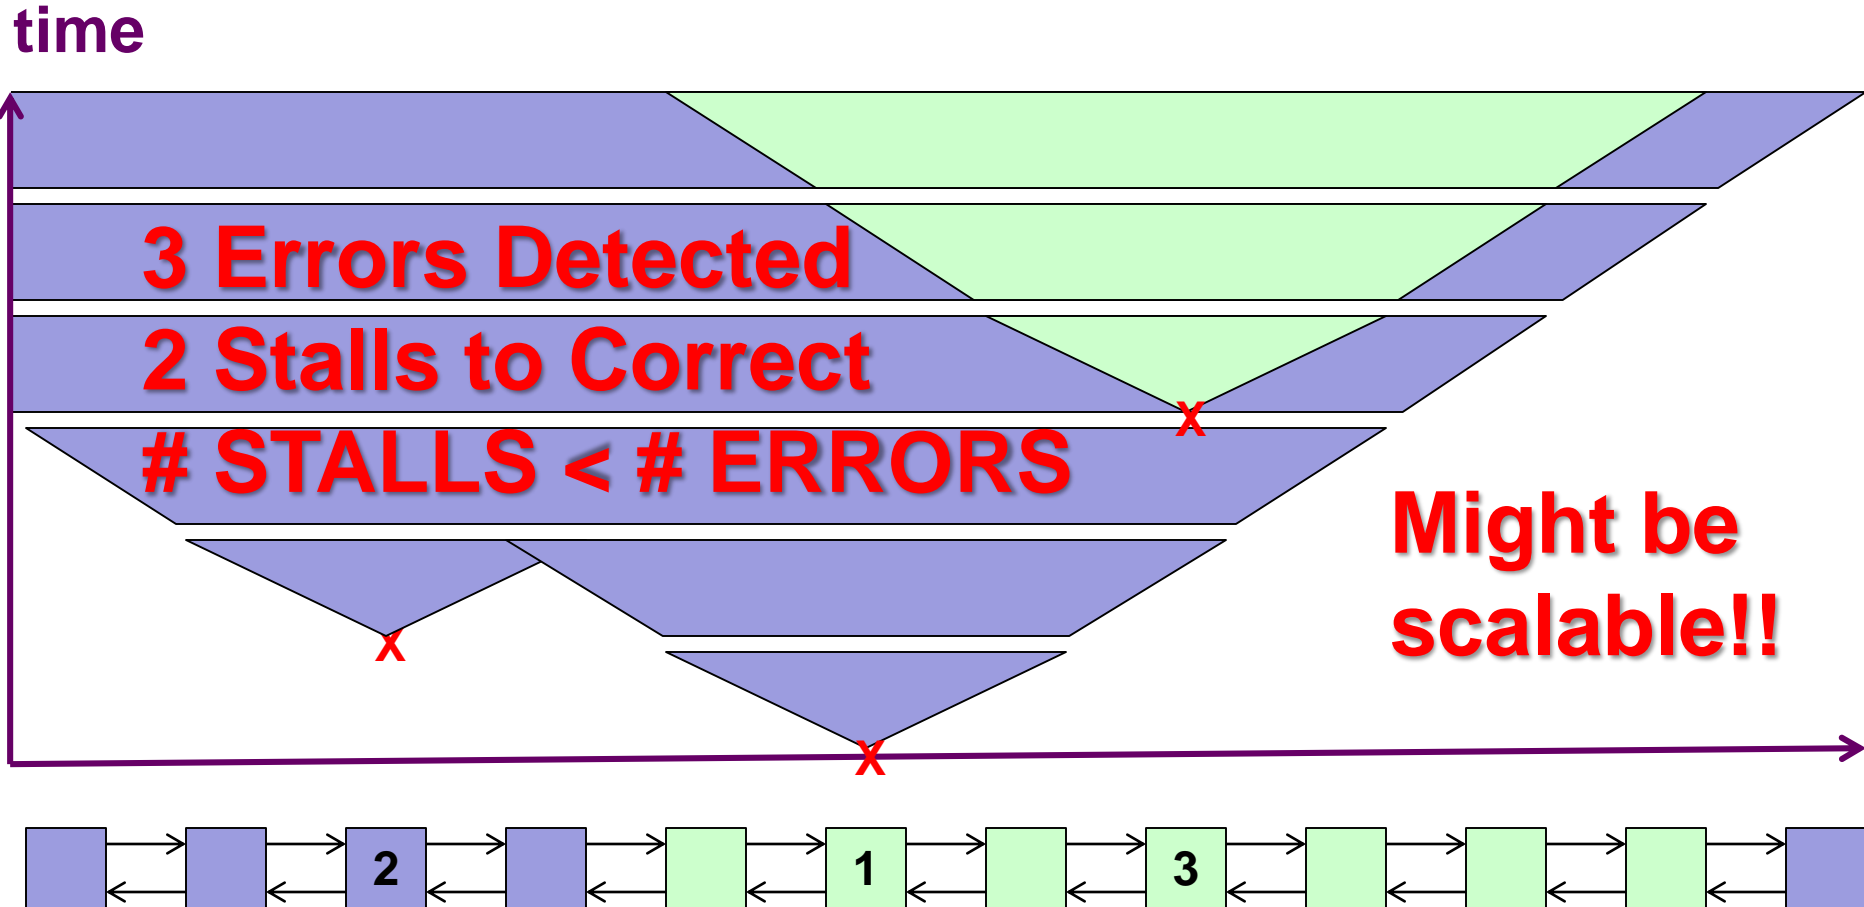 time
3 Errors Detected
2 Stalls to Correct
# STALLS < # ERRORS
X
Might be
scalable!!
X
X
2
1
3